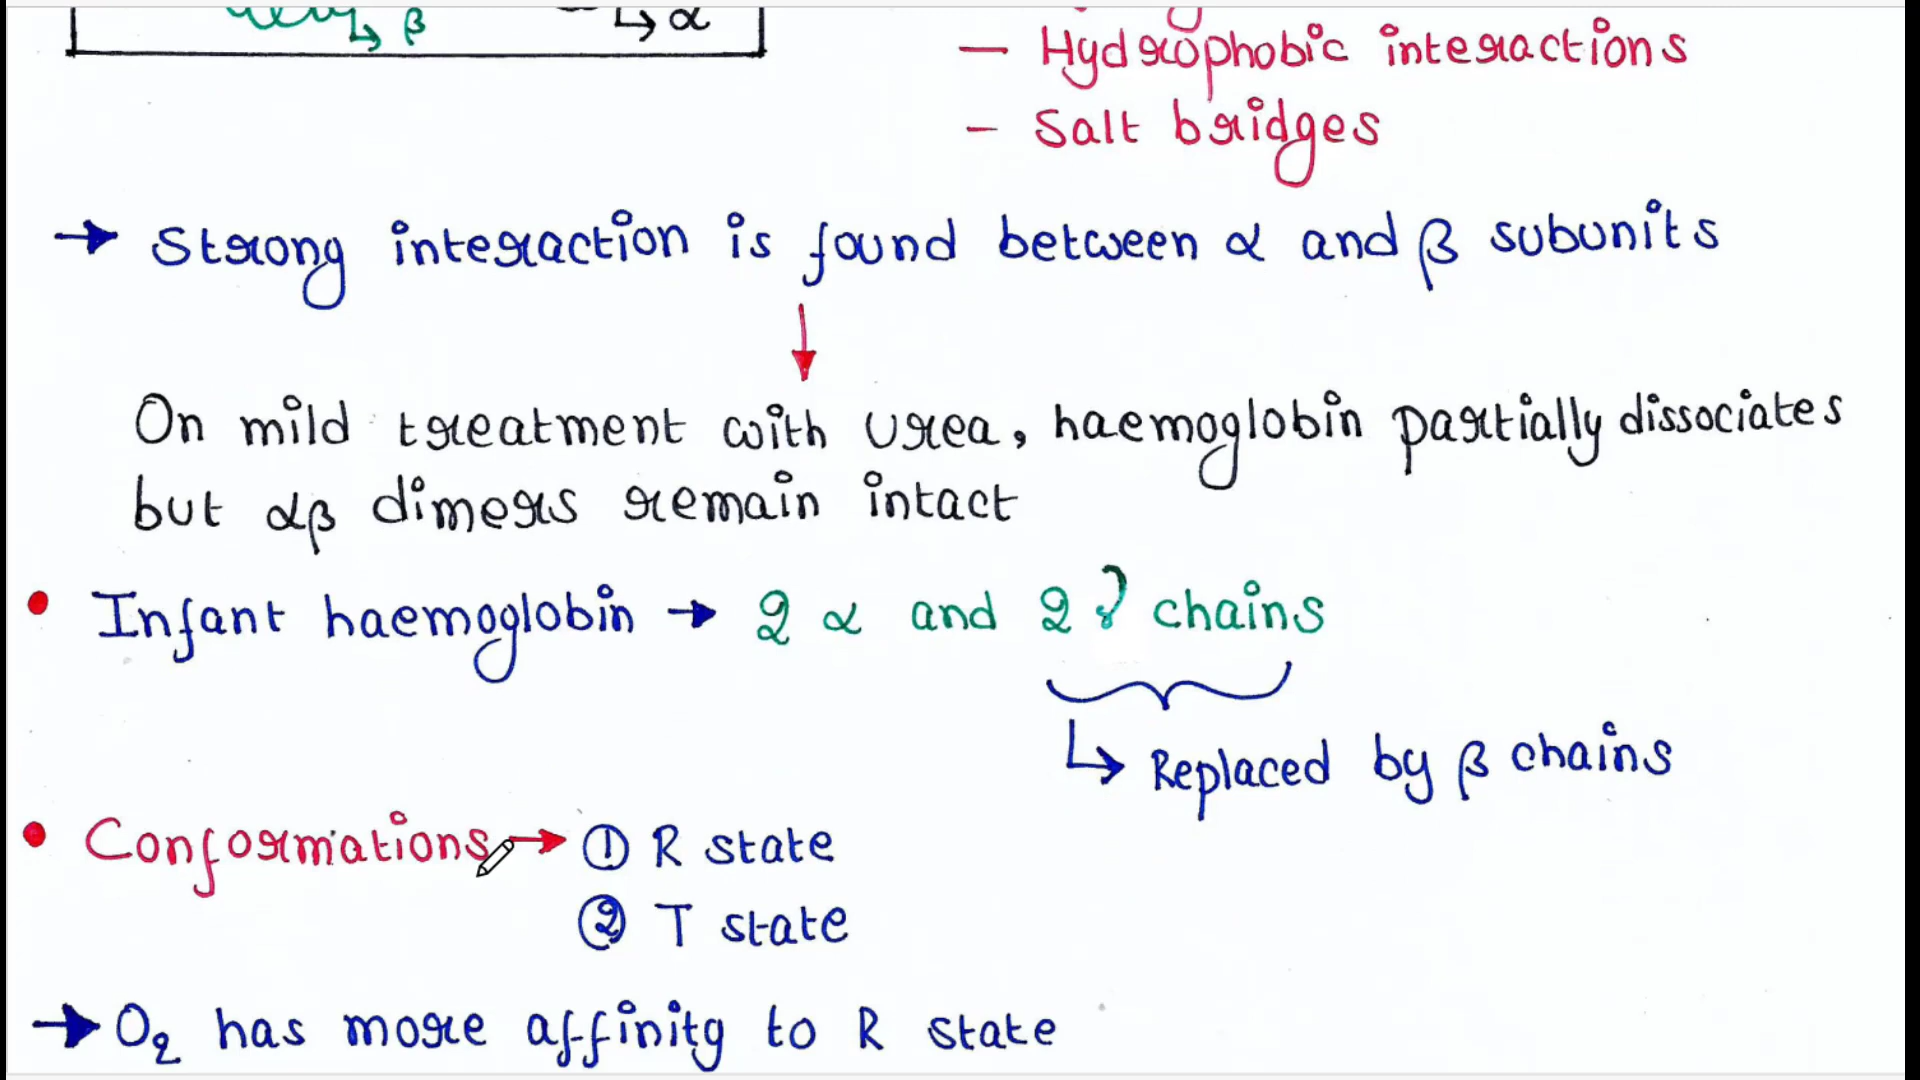 ↳ β
↳ α
— Hydrophobic interactions
- Salt bridges
→ Strong interaction is found between α and β subunits
On mild treatment with urea, haemoglobin partially dissociates
but αβ dimers remain intact
• Infant haemoglobin → 2 α and 2 γ chains
↳ Replaced by β chains
• Conformations → ① R state
② T state
→ O₂ has more affinity to R state